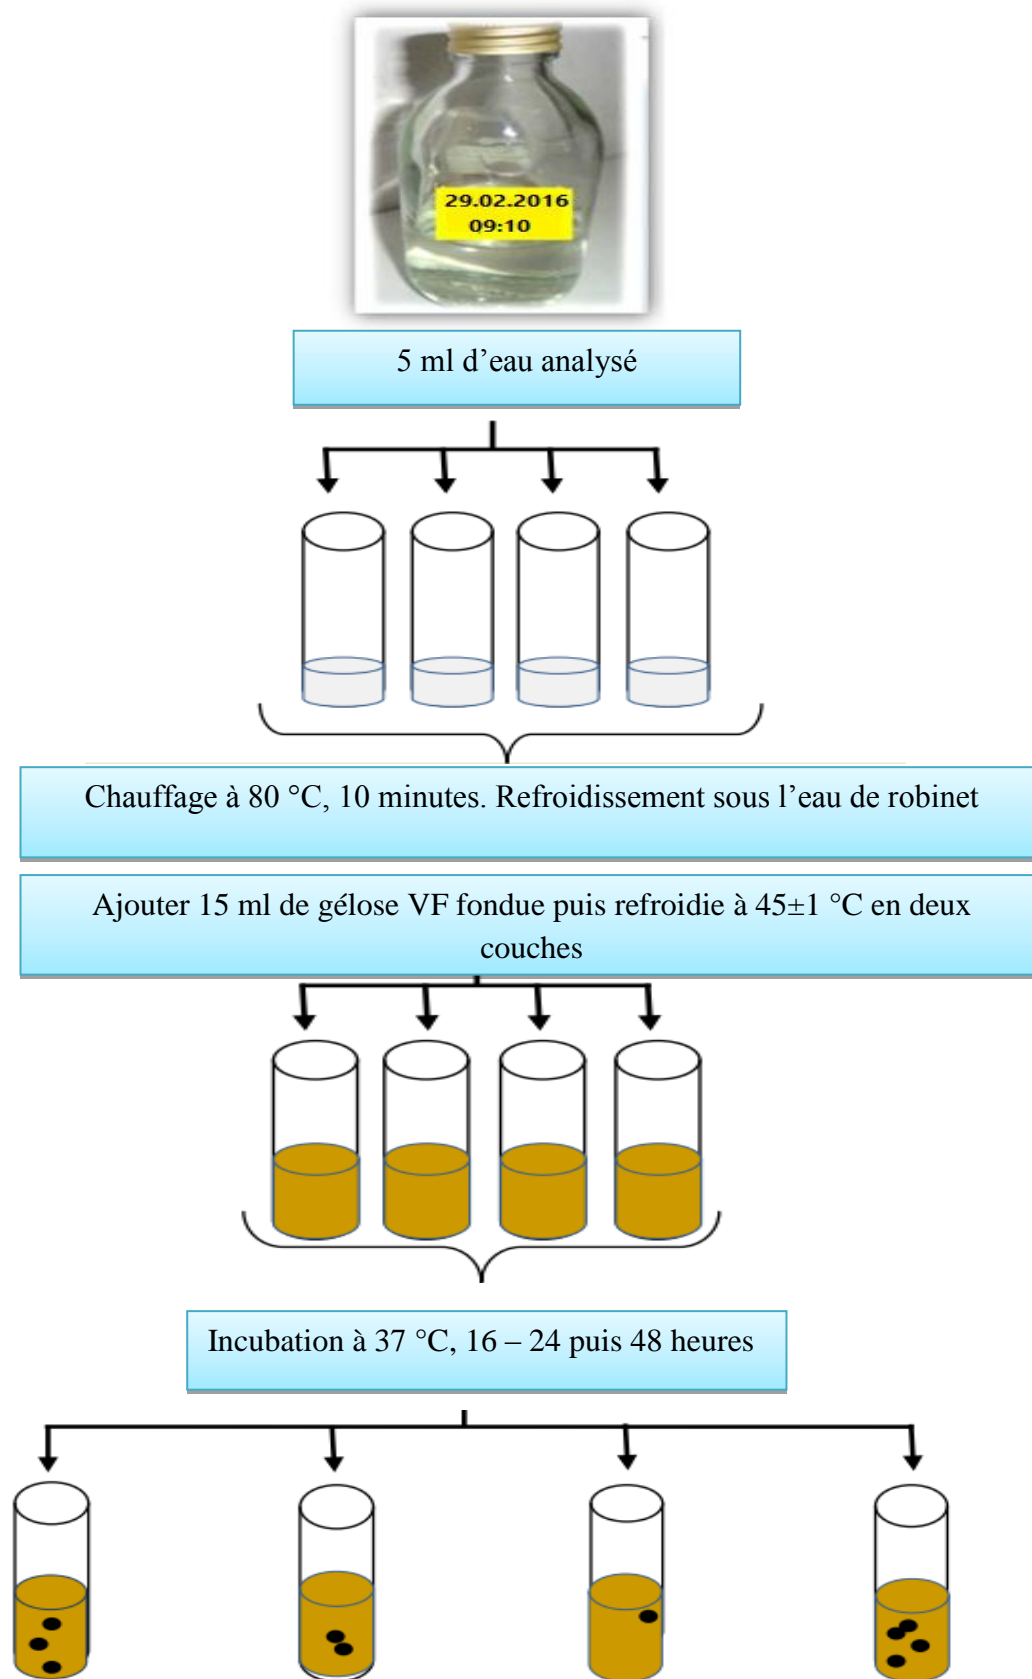 29.02.2016
09:10
5 ml d’eau analysé
Chauffage à 80 °C, 10 minutes. Refroidissement sous l’eau de robinet
Ajouter 15 ml de gélose VF fondue puis refroidie à 45±1 °C en deux
couches
Incubation à 37 °C, 16 – 24 puis 48 heures